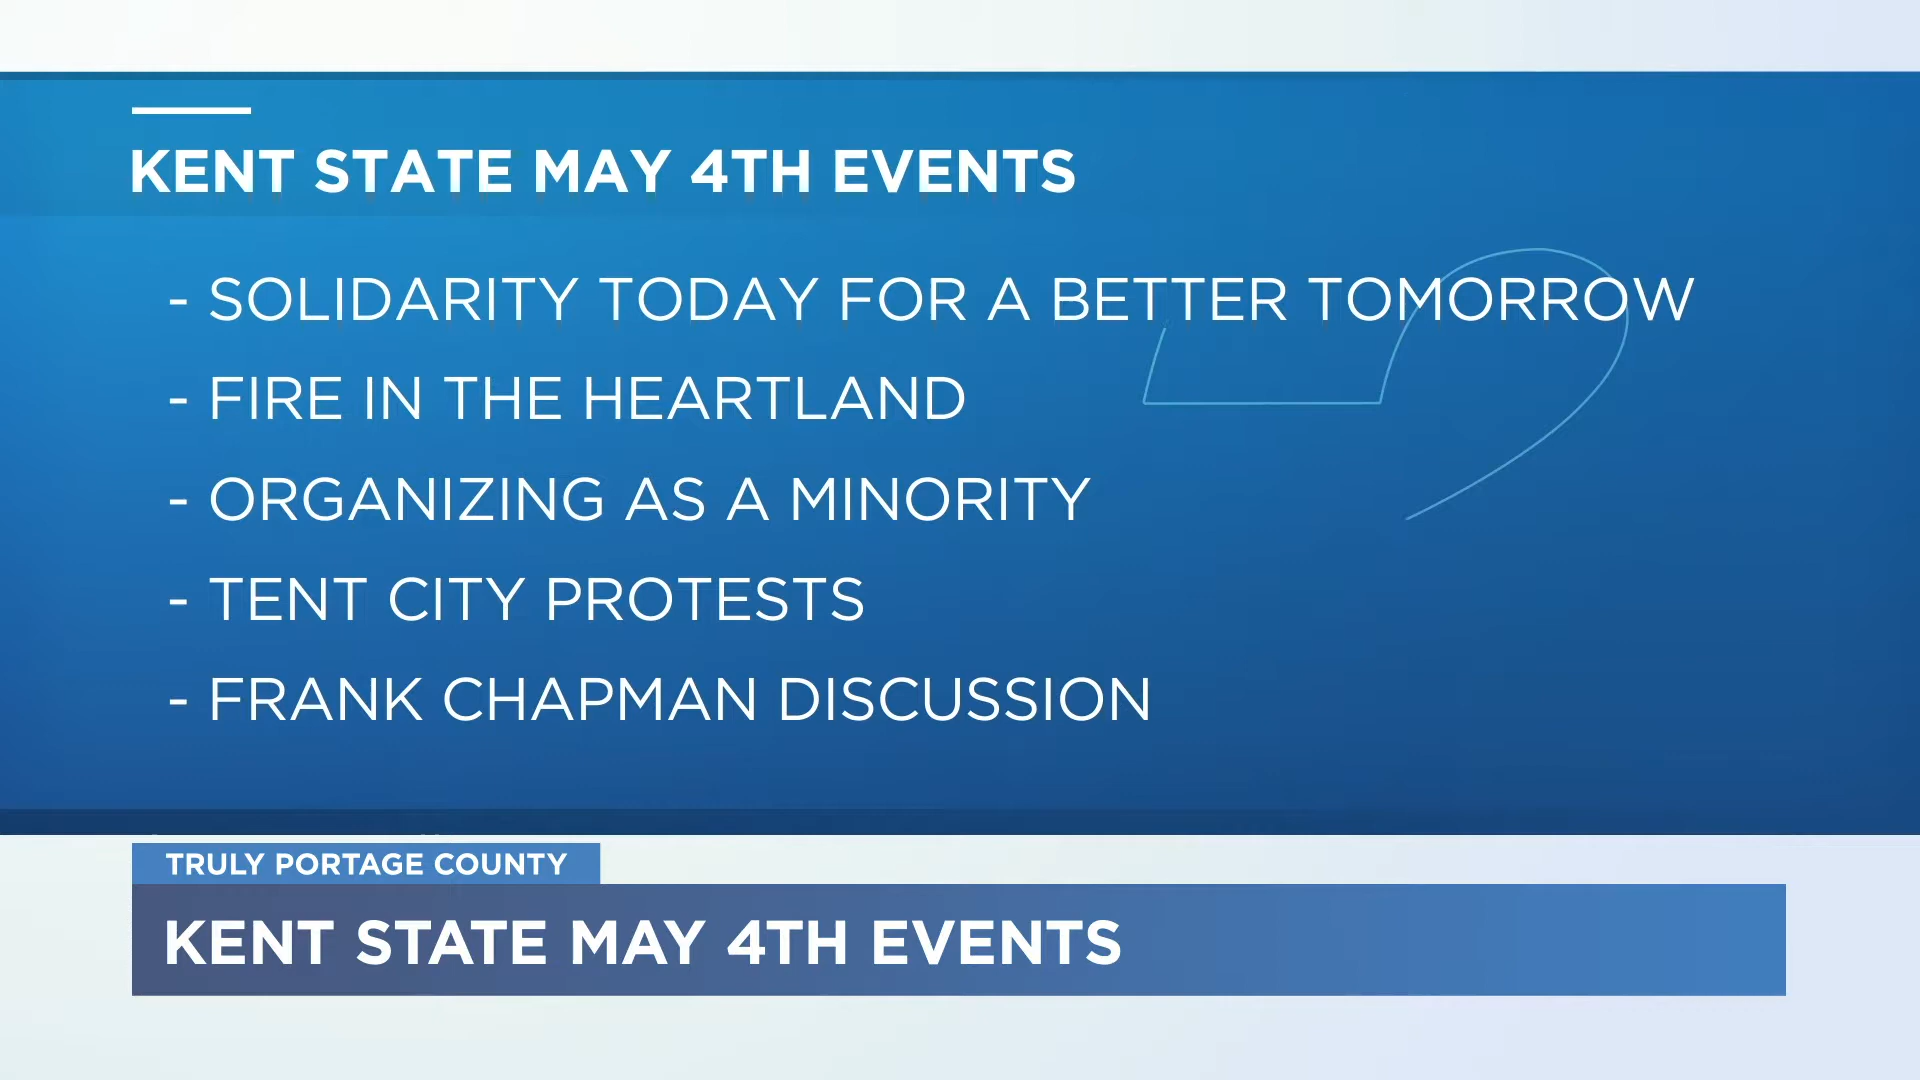 KENT STATE MAY 4TH EVENTS
- SOLIDARITY TODAY FOR A BETTER TOMORROW
- FIRE IN THE HEARTLAND
- ORGANIZING AS A MINORITY
- TENT CITY PROTESTS
- FRANK CHAPMAN DISCUSSION
TRULY PORTAGE COUNTY
KENT STATE MAY 4TH EVENTS